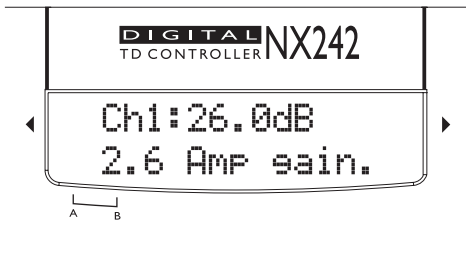 DIGITAL
TD CONTROLLER NX242
Ch1:26.0dB
2.6 Amp gain.
A
B